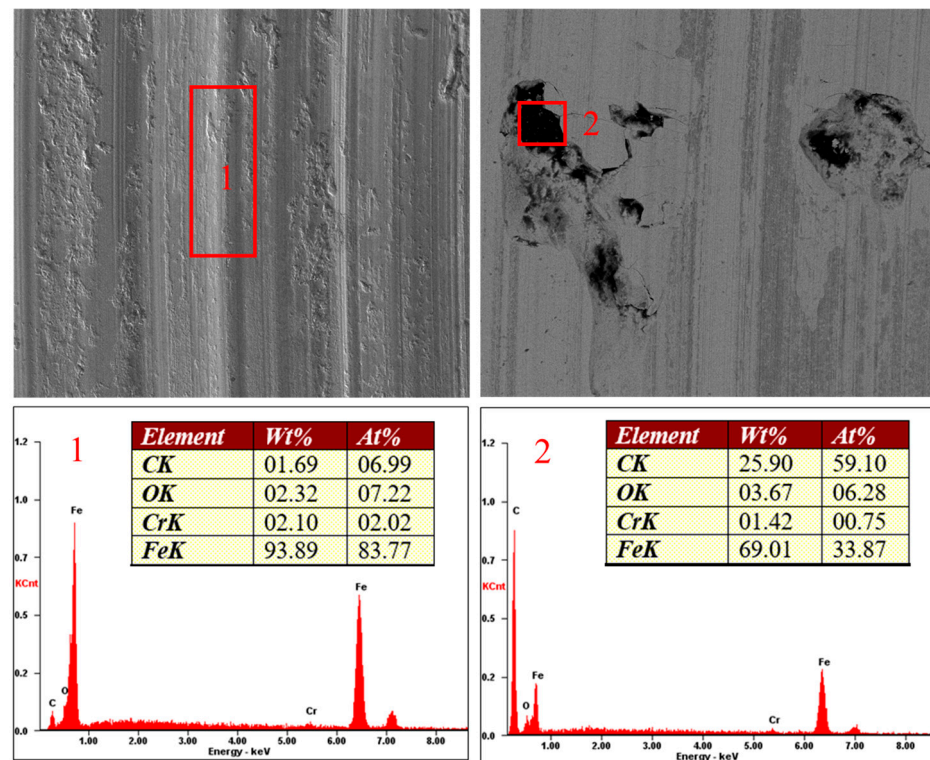 1
2
1
Element Wt% At%
CK 01.69 06.99
OK 02.32 07.22
CrK 02.10 02.02
FeK 93.89 83.77
1.2
1.0
0.7
KCnt
0.5
0.2
0.0
Fe
C
O
Cr
Fe
1.00 2.00 3.00 4.00 5.00 6.00 7.00 8.00
Energy - keV
2
Element Wt% At%
CK 25.90 59.10
OK 03.67 06.28
CrK 01.42 00.75
FeK 69.01 33.87
1.2
1.0
0.7
KCnt
0.5
0.2
0.0
C
O
Fe
Cr
Fe
1.00 2.00 3.00 4.00 5.00 6.00 7.00 8.00
Energy - keV